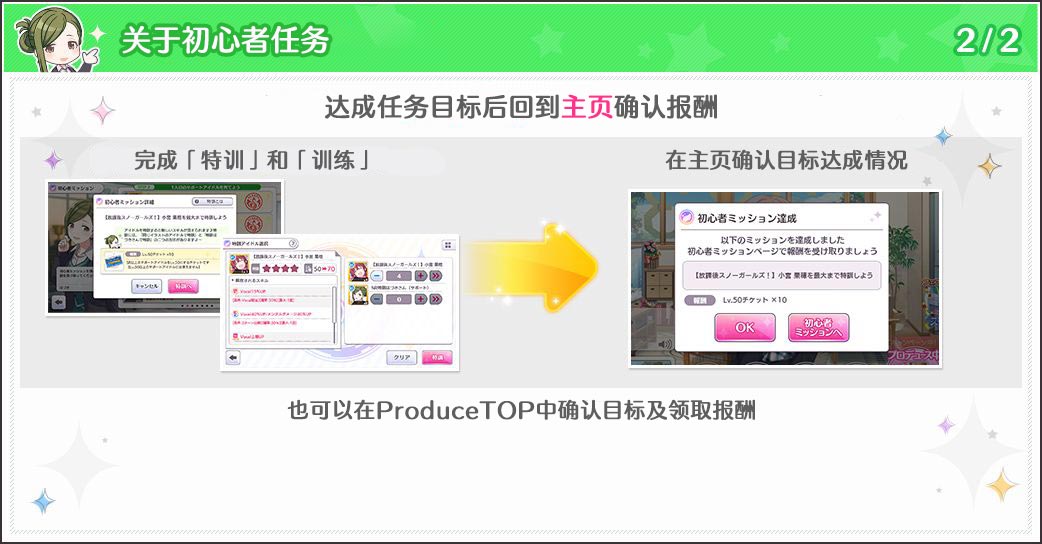 关于初心者任务
2/2
达成任务目标后回到主页确认报酬
完成「特训」和「训练」
在主页确认目标达成情况
初心者ミッション
初心者ミッション詳細
【放課後スノーガールズ!】小宮 果穂を最大まで特訓しよう
報酬 Lv.50チケット ×10
キャンセル
特訓へ
特訓アイドル選択
【放課後スノーガールズ!】小宮 果穂
50
70
4
0
クリア
特訓
初心者ミッション達成
以下のミッションを達成しました
初心者ミッションページで報酬を受け取りましょう
【放課後スノーガールズ!】小宮 果穂を最大まで特訓しよう
報酬 Lv.50チケット ×10
OK
初心者
ミッションへ
プロデュース中
也可以在ProduceTOP中确认目标及领取报酬